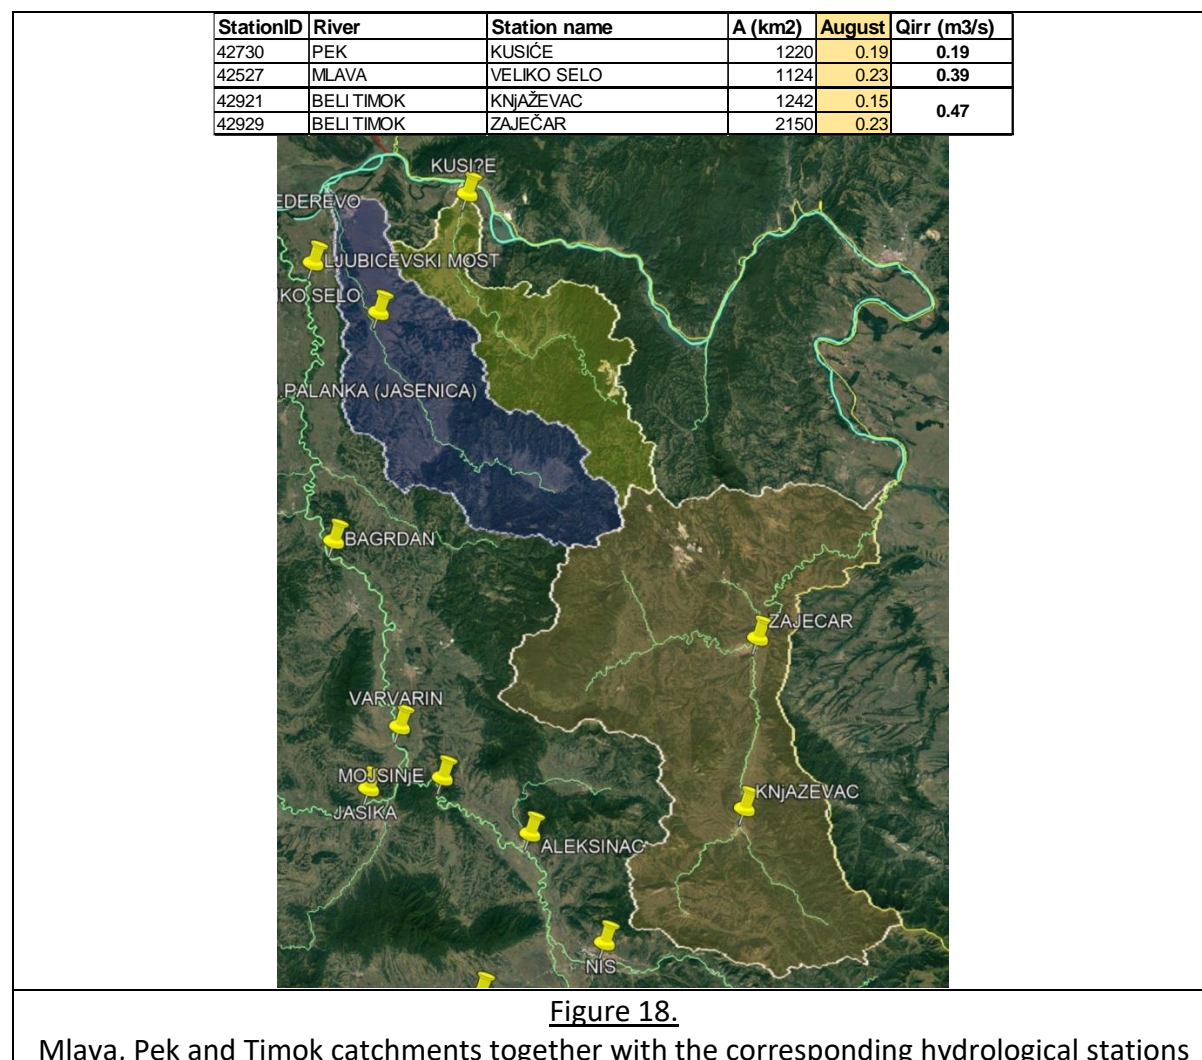 StationID River Station name A (km2) August Qirr (m3/s)
42730 PEK KUSIĆE 1220 0.19 0.19
42527 MLAVA VELIKO SELO 1124 0.23 0.39
42921 BELI TIMOK KNjAŽEVAC 1242 0.15 0.47
42929 BELI TIMOK ZAJEČAR 2150 0.23
KUSI?E
EDEREVO
LJUBICEVSKI MOST
KO SELO
PALANKA (JASENICA)
BAGRDAN
ZAJECAR
VARVARIN
MOJSINjE
KNjAZEVAC
JASIKA
ALEKSINAC
NIS
Figure 18.
Mlava, Pek and Timok catchments together with the corresponding hydrological stations